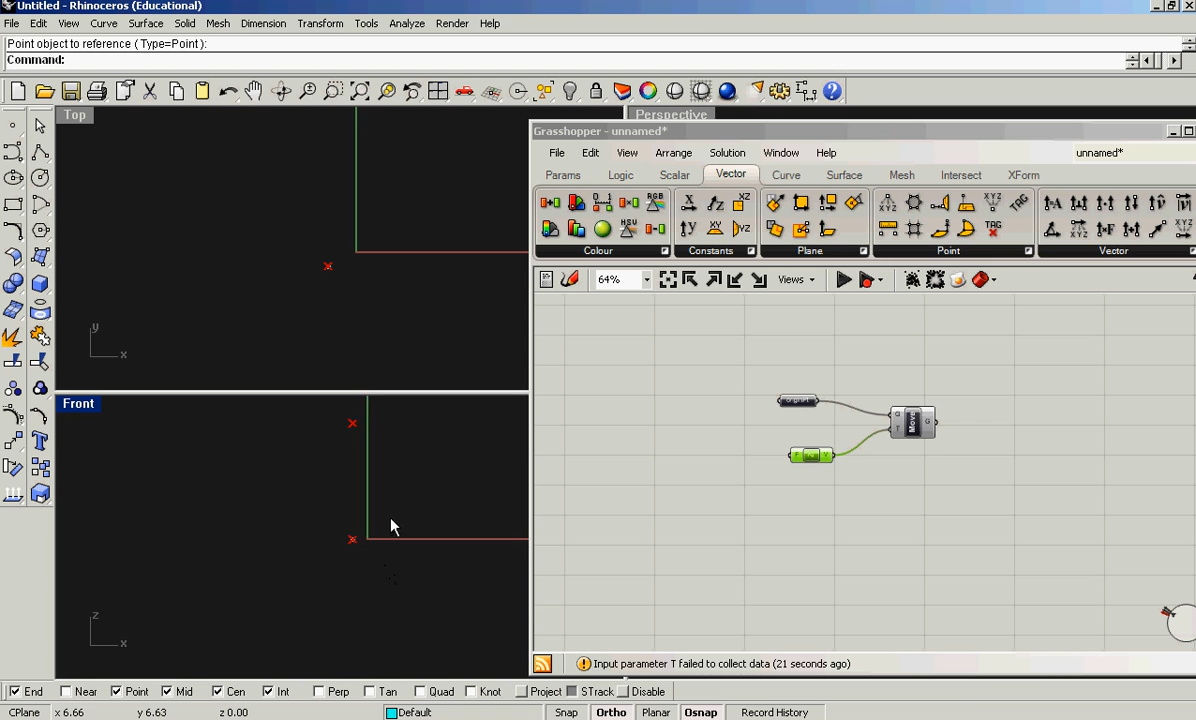 Untitled - Rhinoceros (Educational)
File Edit View Curve Surface Solid Mesh Dimension Transform Tools Analyze Render Help
Point object to reference ( Type=Point ):
Command:
Top
Perspective
Grasshopper - unnamed*
File Edit View Arrange Solution Window Help unnamed*
Params Logic Scalar Vector Curve Surface Mesh Intersect XForm
Colour Constants Plane Point Vector
64% Views
G
Move
G
T
F
V
Front
y
x
z
x
Input parameter T failed to collect data (21 seconds ago)
End Near Point Mid Cen Int Perp Tan Quad Knot Project STrack Disable
CPlane x 6.66 y 6.63 z 0.00 Default Snap Ortho Planar Osnap Record History